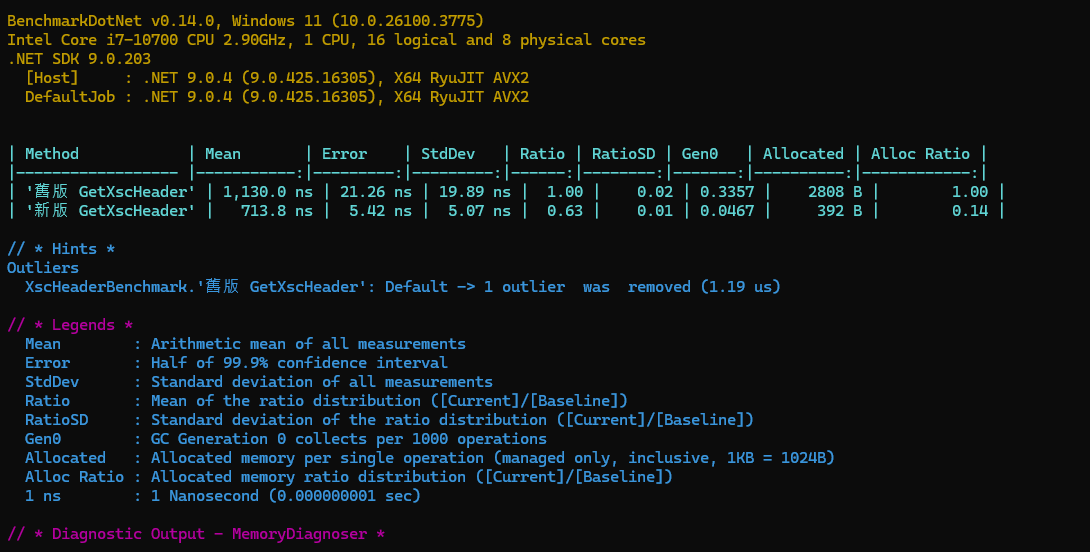 BenchmarkDotNet v0.14.0, Windows 11 (10.0.26100.3775)
Intel Core i7-10700 CPU 2.90GHz, 1 CPU, 16 logical and 8 physical cores
.NET SDK 9.0.203
  [Host]     : .NET 9.0.4 (9.0.425.16305), X64 RyuJIT AVX2
  DefaultJob : .NET 9.0.4 (9.0.425.16305), X64 RyuJIT AVX2
| Method            | Mean       | Error    | StdDev   | Ratio | RatioSD | Gen0   | Allocated | Alloc Ratio |
|------------------ |-----------:|---------:|---------:|------:|--------:|-------:|----------:|------------:|
| '舊版 GetXscHeader' | 1,130.0 ns | 21.26 ns | 19.89 ns |  1.00 |    0.02 | 0.3357 |    2808 B |        1.00 |
| '新版 GetXscHeader' |   713.8 ns |  5.42 ns |  5.07 ns |  0.63 |    0.01 | 0.0467 |     392 B |        0.14 |
// * Hints *
Outliers
  XscHeaderBenchmark.'舊版 GetXscHeader': Default -> 1 outlier  was  removed (1.19 us)
// * Legends *
  Mean        : Arithmetic mean of all measurements
  Error       : Half of 99.9% confidence interval
  StdDev      : Standard deviation of all measurements
  Ratio       : Mean of the ratio distribution ([Current]/[Baseline])
  RatioSD     : Standard deviation of the ratio distribution ([Current]/[Baseline])
  Gen0        : GC Generation 0 collects per 1000 operations
  Allocated   : Allocated memory per single operation (managed only, inclusive, 1KB = 1024B)
  Alloc Ratio : Allocated memory ratio distribution ([Current]/[Baseline])
  1 ns        : 1 Nanosecond (0.000000001 sec)
// * Diagnostic Output - MemoryDiagnoser *